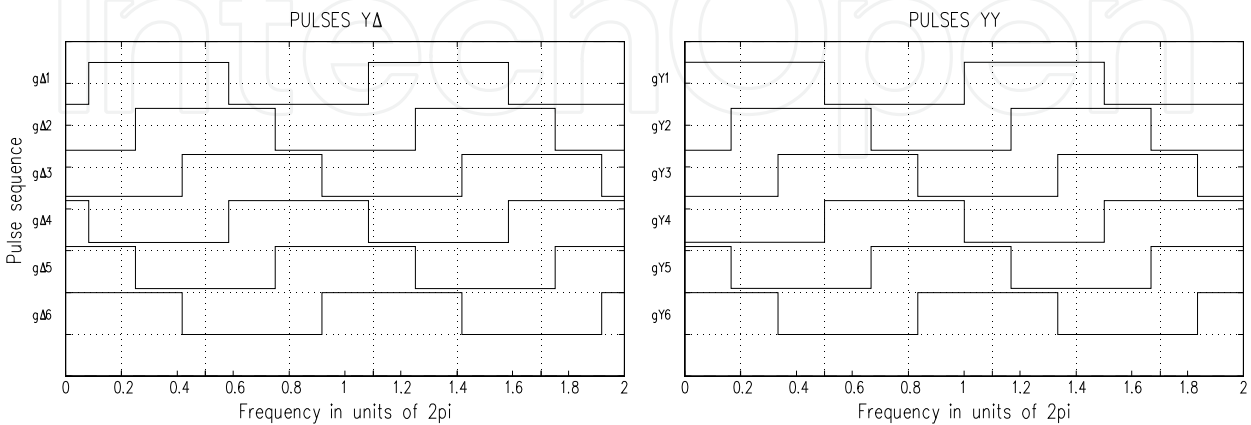 IntechOpen
PULSES YΔ
PULSES YY
Pulse sequence
gΔ1
gΔ2
gΔ3
gΔ4
gΔ5
gΔ6
0 0.2 0.4 0.6 0.8 1 1.2 1.4 1.6 1.8 2
Frequency in units of 2pi
gY1
gY2
gY3
gY4
gY5
gY6
0 0.2 0.4 0.6 0.8 1 1.2 1.4 1.6 1.8 2
Frequency in units of 2pi